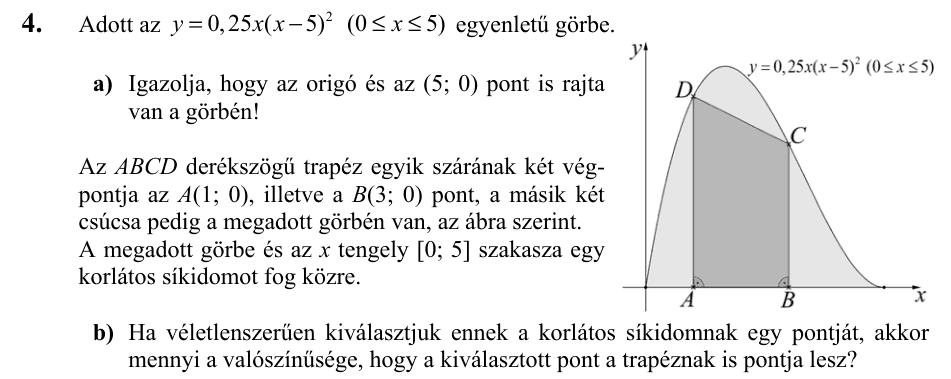 4. Adott az y = 0,25x(x – 5)² (0 ≤ x ≤ 5) egyenletű görbe.
a) Igazolja, hogy az origó és az (5; 0) pont is rajta
van a görbén!
Az ABCD derékszögű trapéz egyik szárának két vég-
pontja az A(1; 0), illetve a B(3; 0) pont, a másik két
csúcsa pedig a megadott görbén van, az ábra szerint.
A megadott görbe és az x tengely [0; 5] szakasza egy
korlátos síkidomot fog közre.
y
y = 0,25x(x – 5)² (0 ≤ x ≤ 5)
D
C
A
B
x
b) Ha véletlenszerűen kiválasztjuk ennek a korlátos síkidomnak egy pontját, akkor
mennyi a valószínűsége, hogy a kiválasztott pont a trapéznak is pontja lesz?